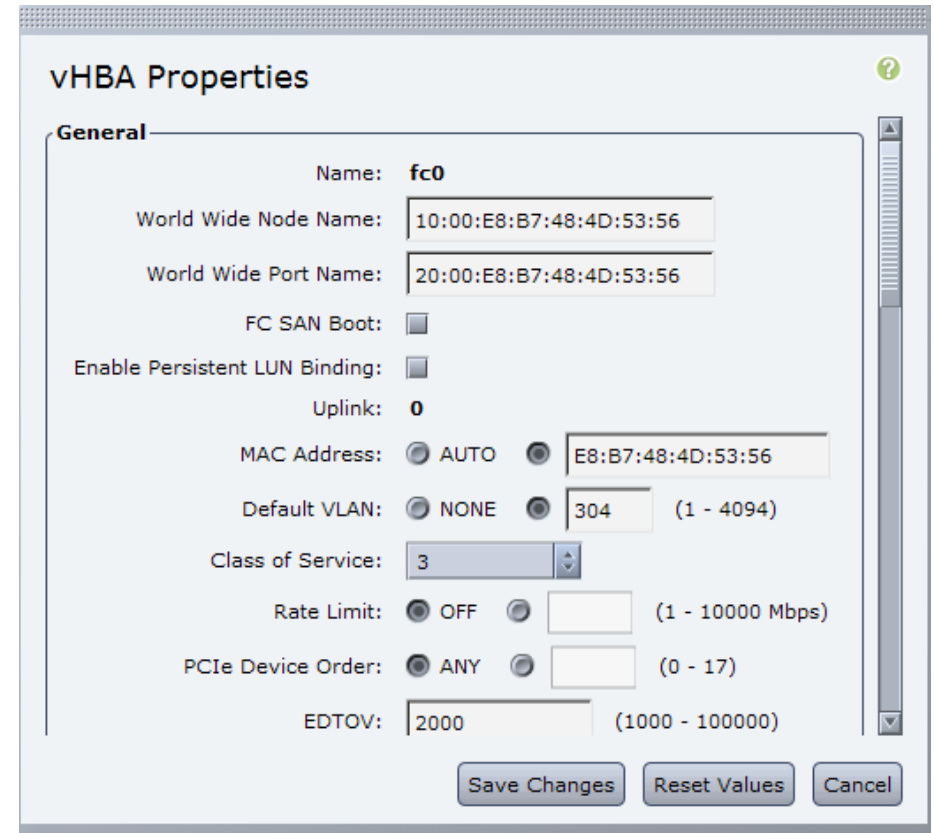 vHBA Properties
?
General
Name: fc0
World Wide Node Name: 10:00:E8:B7:48:4D:53:56
World Wide Port Name: 20:00:E8:B7:48:4D:53:56
FC SAN Boot:
Enable Persistent LUN Binding:
Uplink: 0
MAC Address: AUTO E8:B7:48:4D:53:56
Default VLAN: NONE 304 (1 - 4094)
Class of Service: 3
Rate Limit: OFF (1 - 10000 Mbps)
PCIe Device Order: ANY (0 - 17)
EDTOV: 2000 (1000 - 100000)
Save Changes Reset Values Cancel